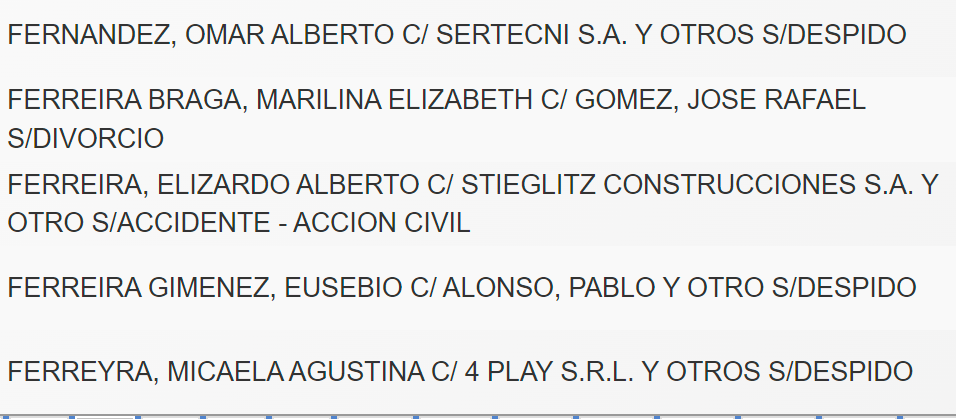 FERNANDEZ, OMAR ALBERTO C/ SERTECNI S.A. Y OTROS S/DESPIDO
FERREIRA BRAGA, MARILINA ELIZABETH C/ GOMEZ, JOSE RAFAEL
S/DIVORCIO
FERREIRA, ELIZARDO ALBERTO C/ STIEGLITZ CONSTRUCCIONES S.A. Y
OTRO S/ACCIDENTE - ACCION CIVIL
FERREIRA GIMENEZ, EUSEBIO C/ ALONSO, PABLO Y OTRO S/DESPIDO
FERREYRA, MICAELA AGUSTINA C/ 4 PLAY S.R.L. Y OTROS S/DESPIDO